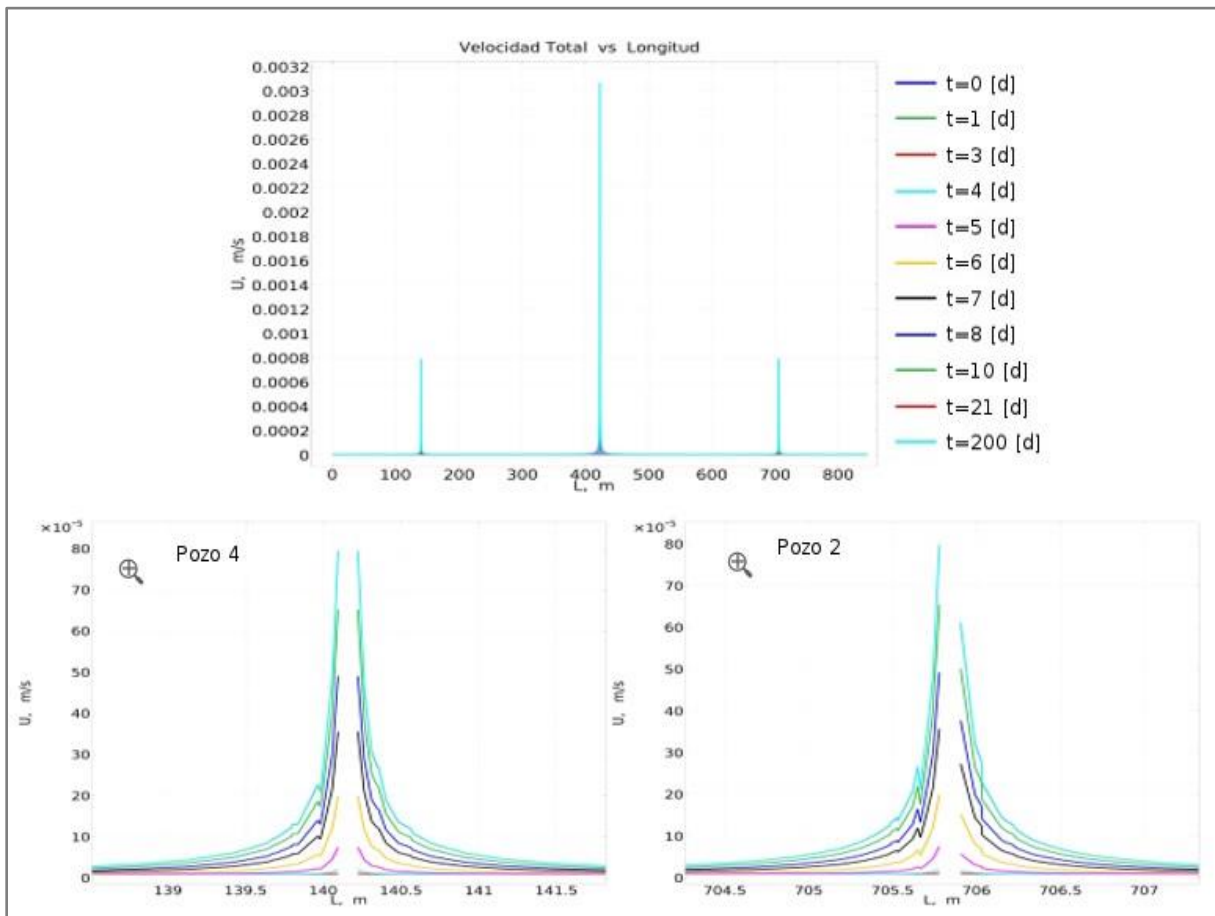 Velocidad Total vs Longitud
0.0032
0.003
0.0028
0.0026
0.0024
0.0022
0.002
0.0018
0.0016
0.0014
0.0012
0.001
0.0008
0.0006
0.0004
0.0002
0
U, m/s
0 100 200 300 400 500 600 700 800
L, m
t=0 [d]
t=1 [d]
t=3 [d]
t=4 [d]
t=5 [d]
t=6 [d]
t=7 [d]
t=8 [d]
t=10 [d]
t=21 [d]
t=200 [d]
×10⁻⁵
Pozo 4
80
70
60
50
40
30
20
10
0
U, m/s
139 139.5 140 140.5 141 141.5
L, m
×10⁻⁵
Pozo 2
80
70
60
50
40
30
20
10
0
U, m/s
704.5 705 705.5 706 706.5 707
L, m